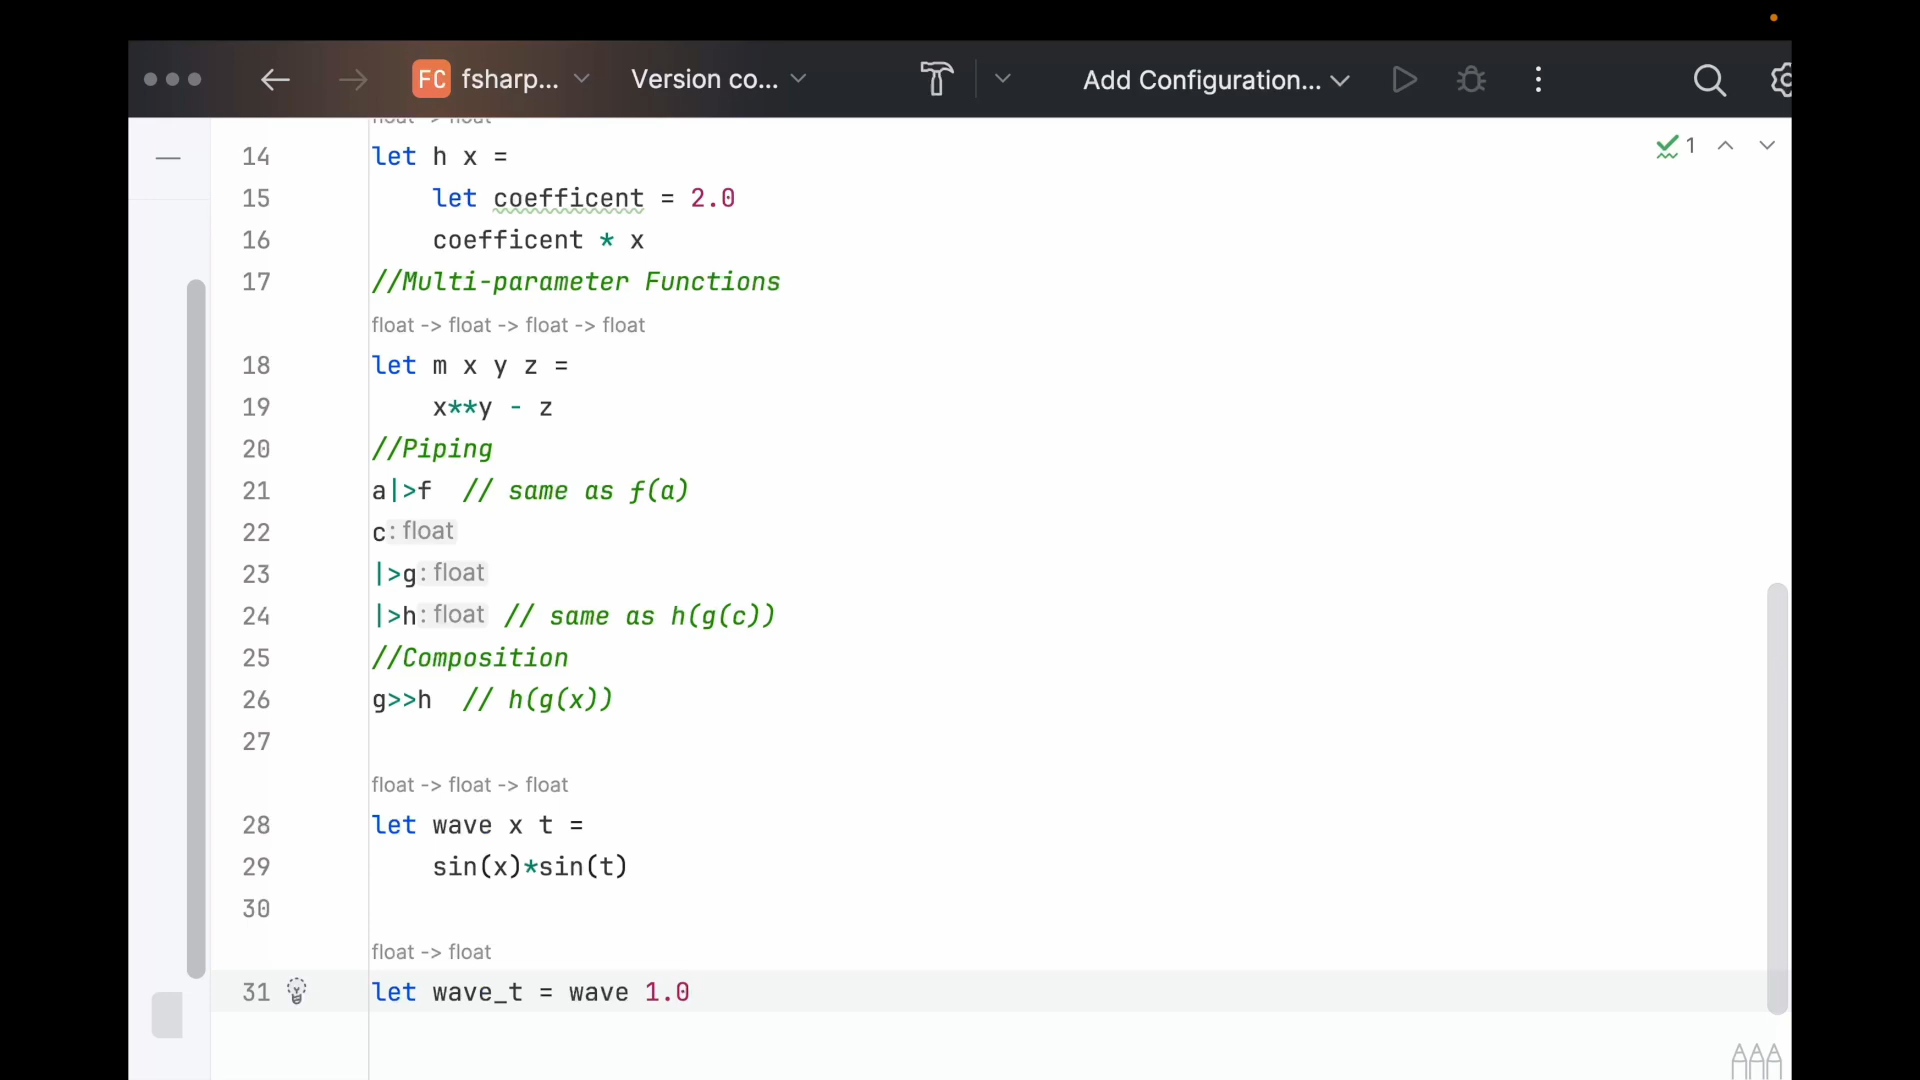 FC fsharp... Version co... Add Configuration...
float -> float
14 let h x =
1
15 let coefficent = 2.0
16 coefficent * x
17 //Multi-parameter Functions
float -> float -> float -> float
18 let m x y z =
19 x**y - z
20 //Piping
21 a|>f // same as f(a)
22 c: float
23 |>g: float
24 |>h: float // same as h(g(c))
25 //Composition
26 g>>h // h(g(x))
27
float -> float -> float
28 let wave x t =
29 sin(x)*sin(t)
30
float -> float
31 let wave_t = wave 1.0